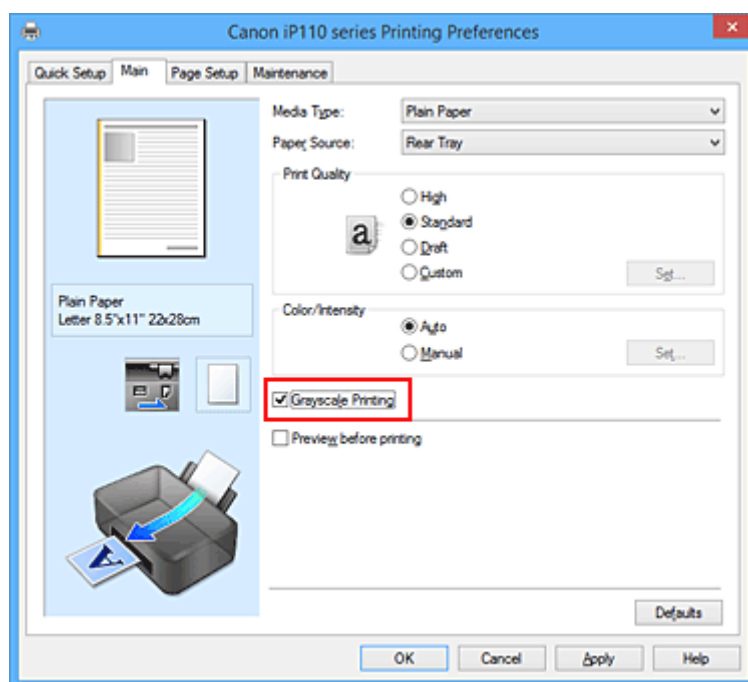 Canon iP110 series Printing Preferences
Quick Setup Main Page Setup Maintenance
Media Type: Plain Paper
Paper Source: Rear Tray
Print Quality
High
Standard
Draft
Custom
Set...
a
Plain Paper
Letter 8.5"x11" 22x28cm
Color/Intensity
Auto
Manual
Set...
Grayscale Printing
Preview before printing
A
Defaults
OK Cancel Apply Help